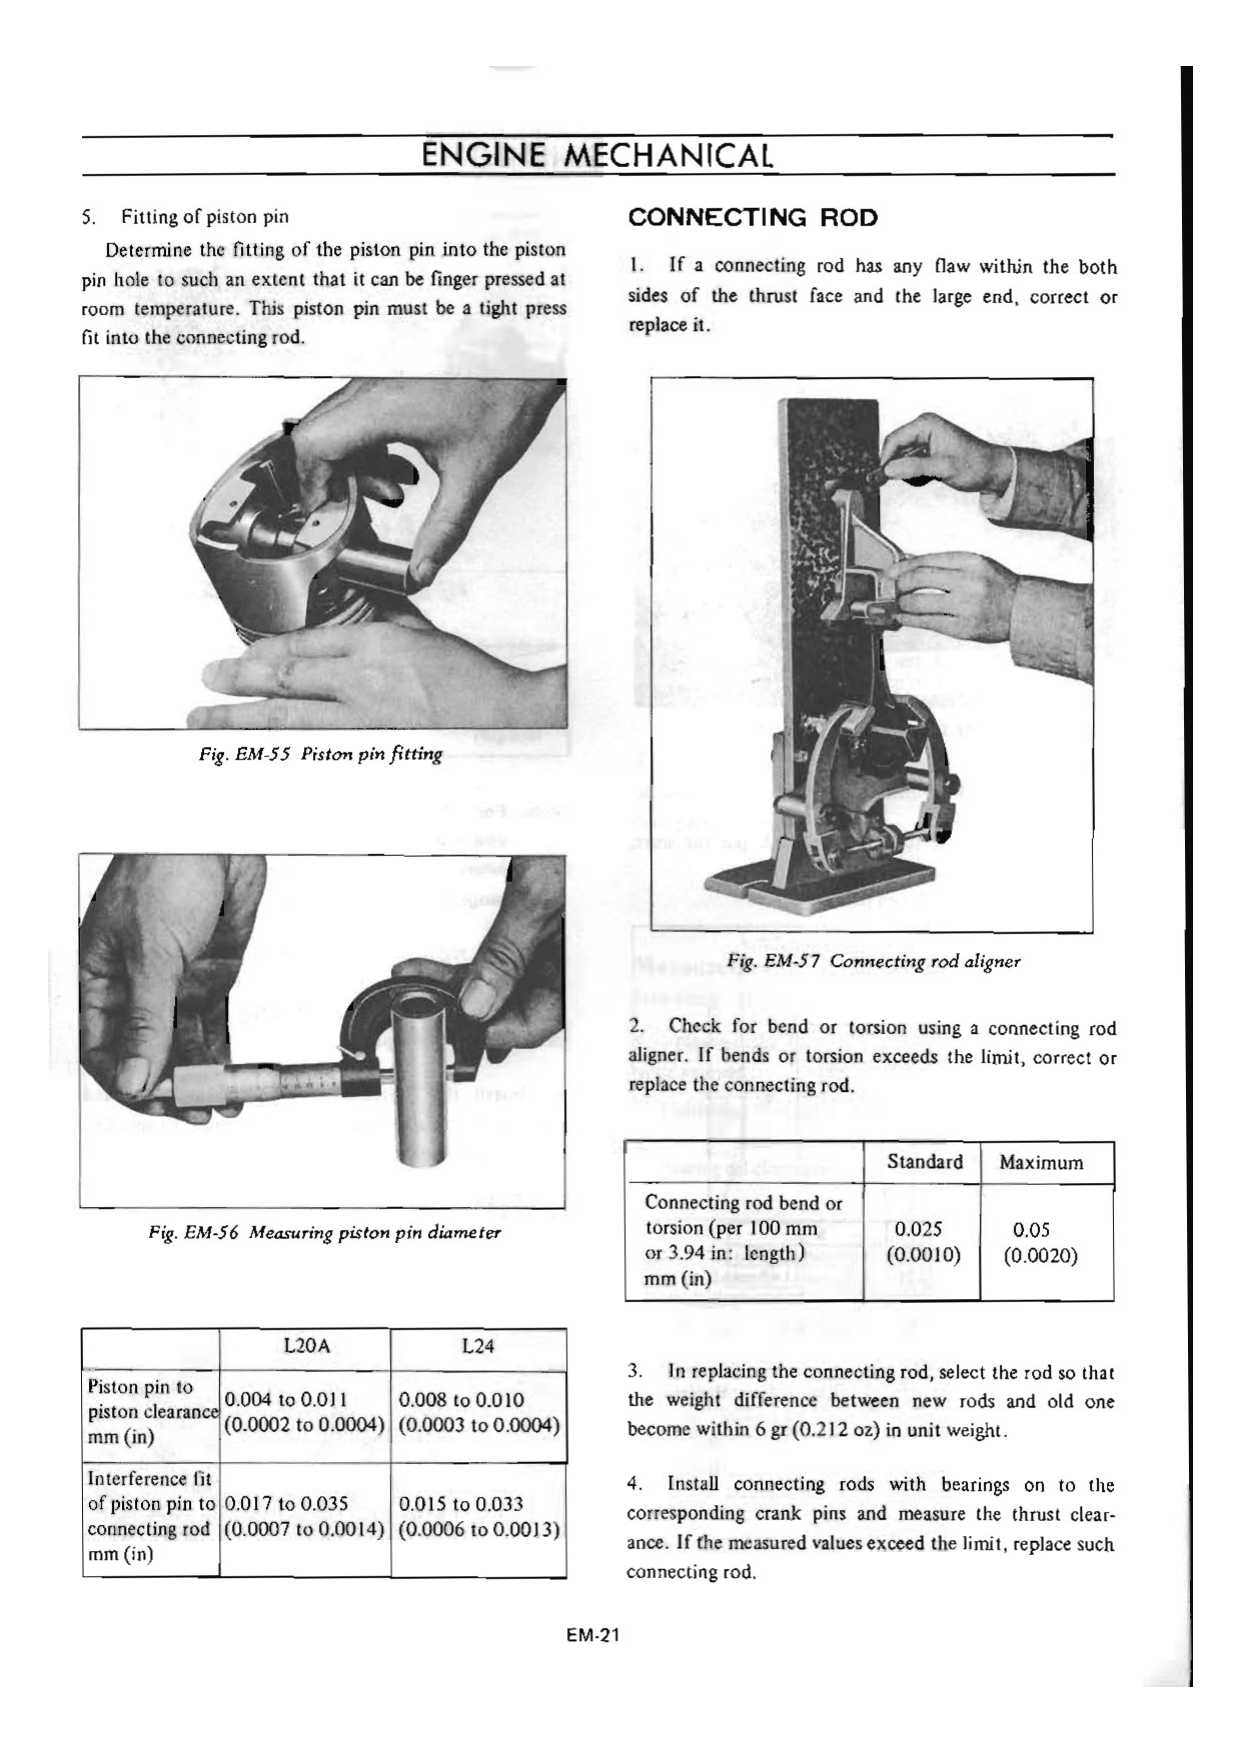 ENGINE MECHANICAL
5. Fitting of piston pin
Determine the fitting of the piston pin into the piston
pin hole to such an extent that it can be finger pressed at
room temperature. This piston pin must be a tight press
fit into the connecting rod.
Fig. EM-55 Piston pin fitting
Fig. EM-56 Measuring piston pin diameter
L20A L24
Piston pin to
piston clearance
mm (in)
0.004 to 0.011
(0.0002 to 0.0004)
0.008 to 0.010
(0.0003 to 0.0004)
Interference fit
of piston pin to
connecting rod
mm (in)
0.017 to 0.035
(0.0007 to 0.0014)
0.015 to 0.033
(0.0006 to 0.0013)
CONNECTING ROD
1. If a connecting rod has any flaw within the both
sides of the thrust face and the large end, correct or
replace it.
Fig. EM-57 Connecting rod aligner
2. Check for bend or torsion using a connecting rod
aligner. If bends or torsion exceeds the limit, correct or
replace the connecting rod.
Standard Maximum
Connecting rod bend or
torsion (per 100 mm
or 3.94 in: length)
mm (in)
0.025
(0.0010)
0.05
(0.0020)
3. In replacing the connecting rod, select the rod so that
the weight difference between new rods and old one
become within 6 gr (0.212 oz) in unit weight.
4. Install connecting rods with bearings on to the
corresponding crank pins and measure the thrust clear-
ance. If the measured values exceed the limit, replace such
connecting rod.
EM-21